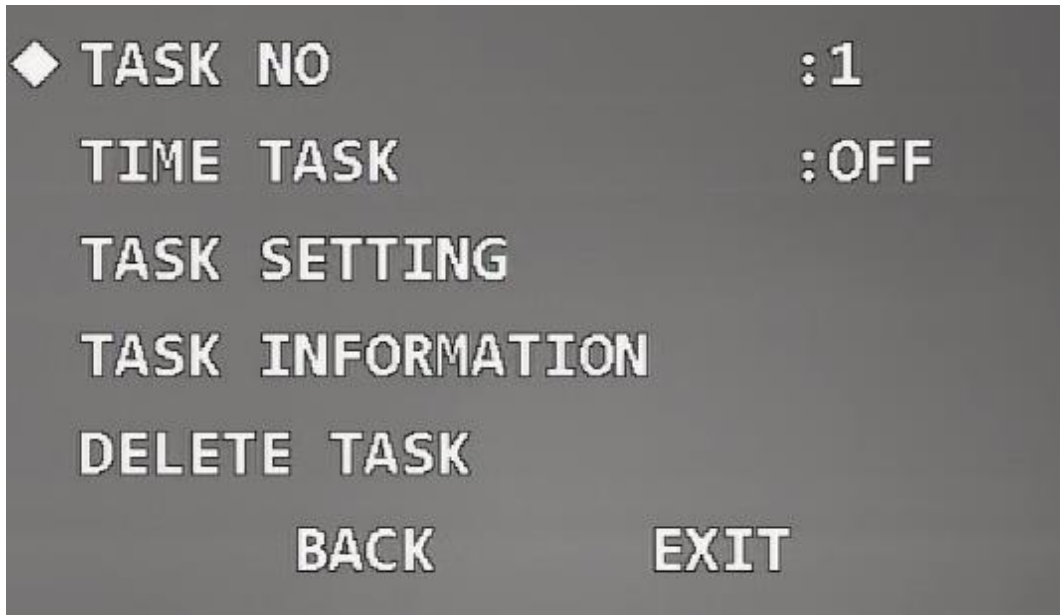 TASK NO :1
TIME TASK :OFF
TASK SETTING
TASK INFORMATION
DELETE TASK
BACK EXIT